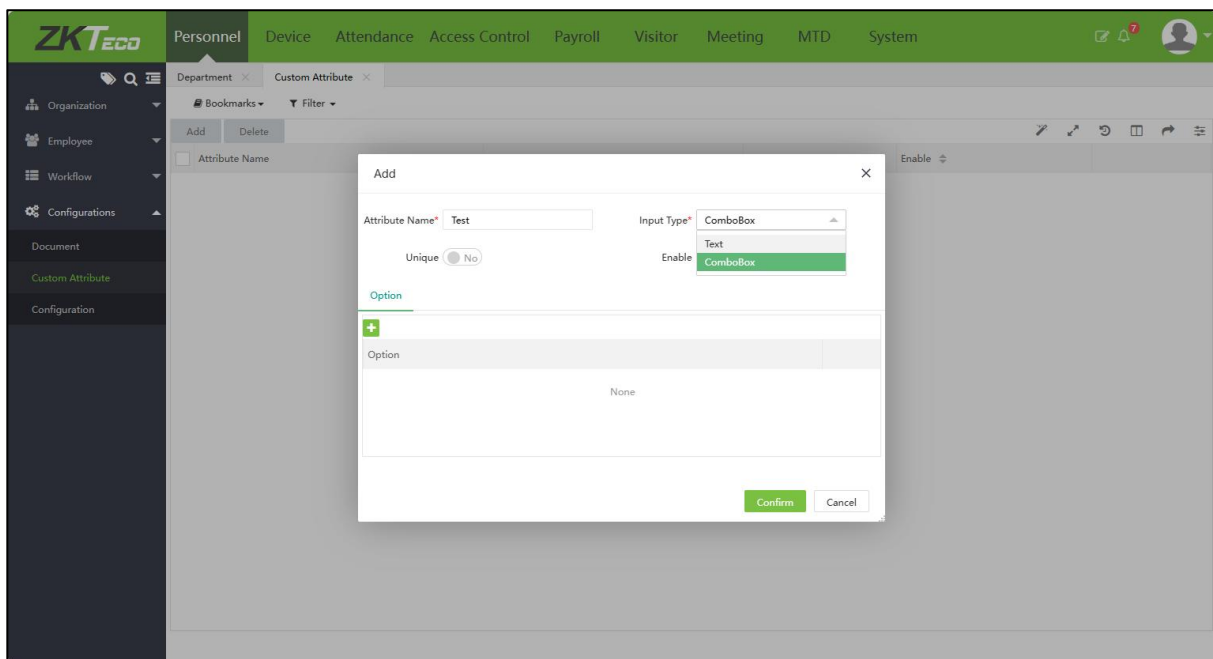 ZKTECO Personnel Device Attendance Access Control Payroll Visitor Meeting MTD System 7
Department Custom Attribute
Organization
Employee
Workflow
Configurations
Document
Custom Attribute
Configuration
Bookmarks Filter
Add Delete
Attribute Name Enable
Add
Attribute Name* Test Input Type* ComboBox
Text
Unique No Enable ComboBox
Option
Option
None
Confirm Cancel